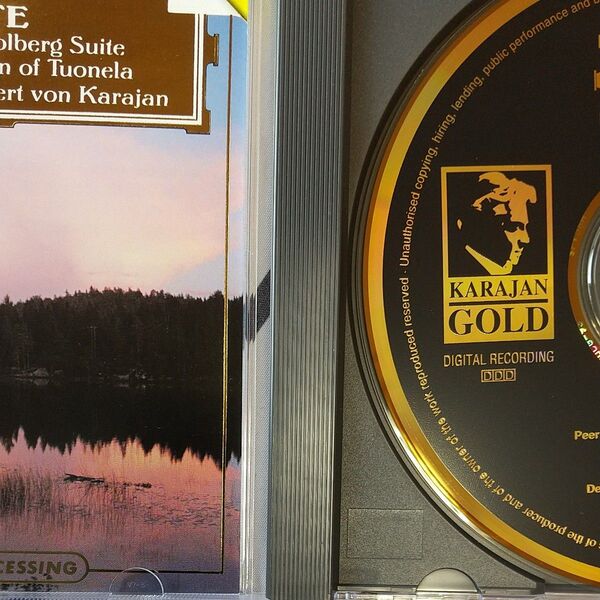 TE
olberg Suite
n of Tuonela
ert von Karajan
CESSING
Unauthorised copying, hiring, lending, public performance and b
of the producer and of the owner of the work reproduced reserved ·
KARAJAN
GOLD
DIGITAL RECORDING
DDD
Peer
De